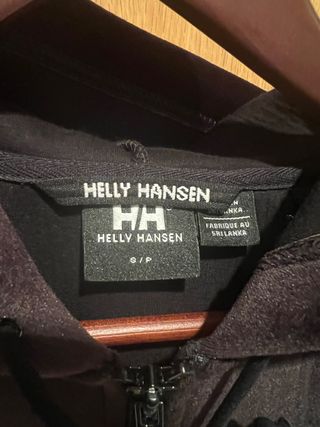 HELLY HANSEN
HH
HELLY HANSEN
S / P
FABRIQUE AU
SRI LANKA